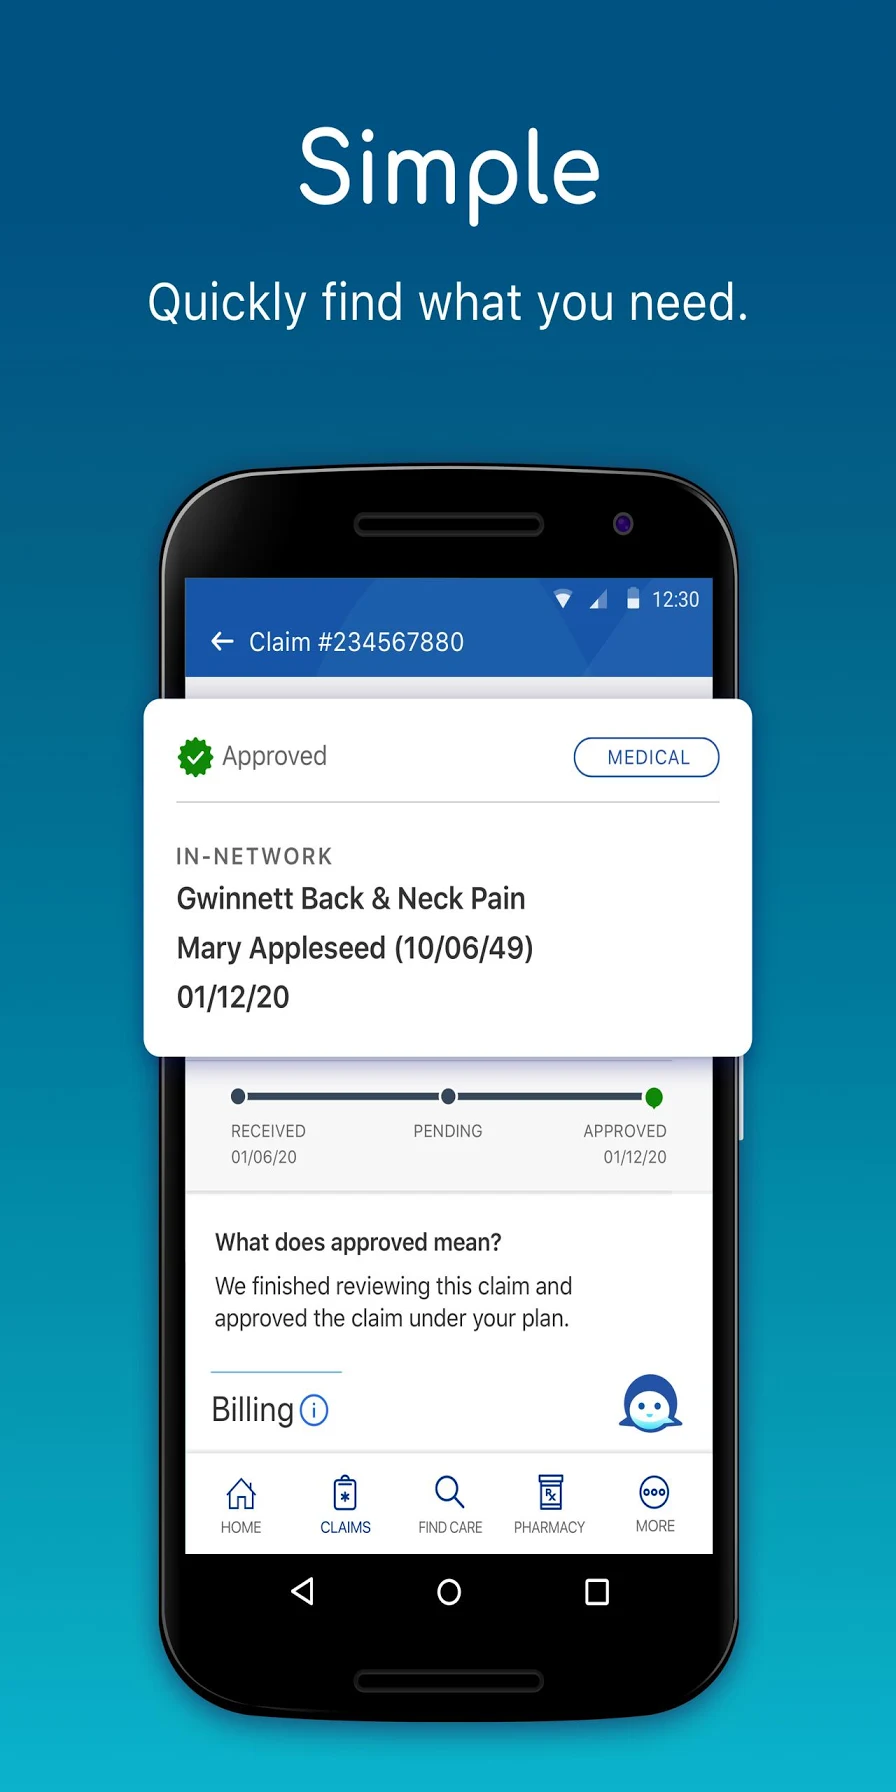 Simple
Quickly find what you need.
12:30
Claim #234567880
Approved
MEDICAL
IN-NETWORK
Gwinnett Back & Neck Pain
Mary Appleseed (10/06/49)
01/12/20
RECEIVED PENDING APPROVED
01/06/20 01/12/20
What does approved mean?
We finished reviewing this claim and
approved the claim under your plan.
Billing i
Rx
HOME CLAIMS FIND CARE PHARMACY MORE